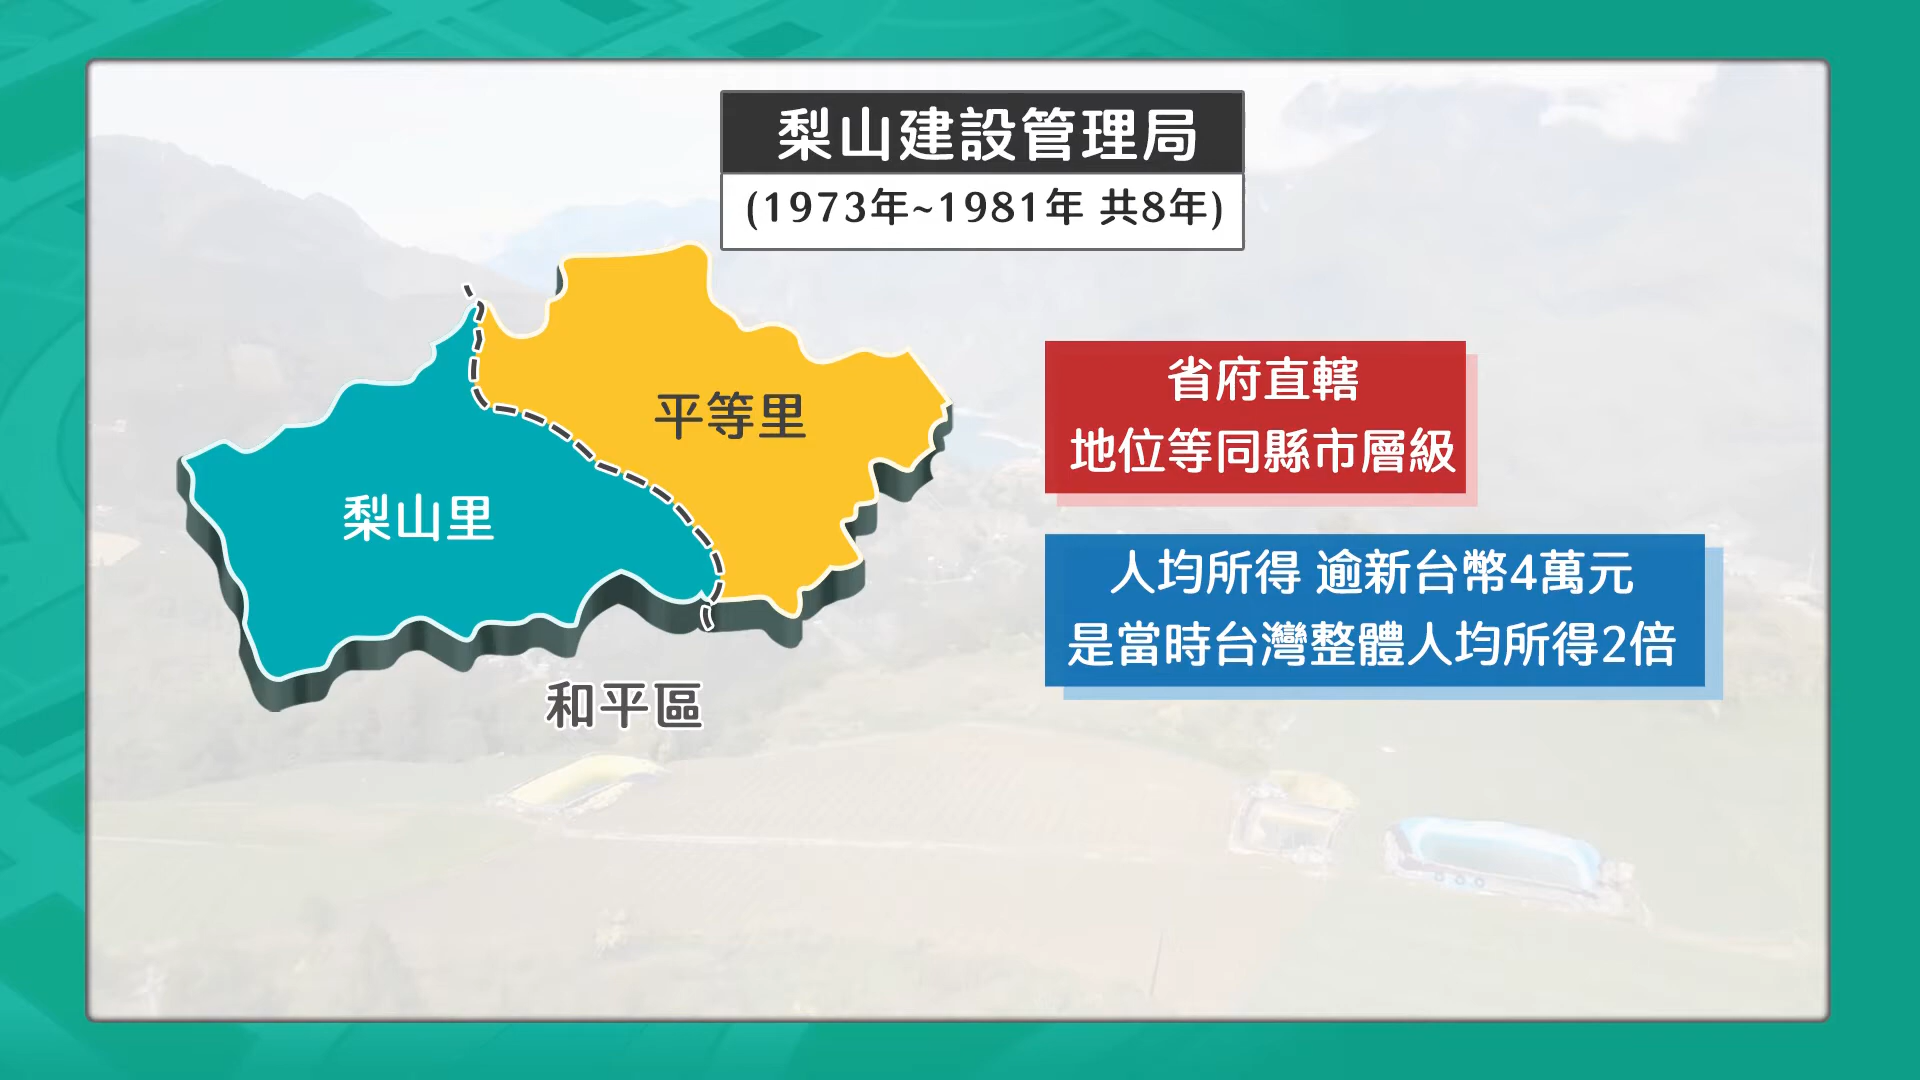 梨山建設管理局
(1973年~1981年 共8年)
平等里
梨山里
和平區
省府直轄
地位等同縣市層級
人均所得 逾新台幣4萬元
是當時台灣整體人均所得2倍